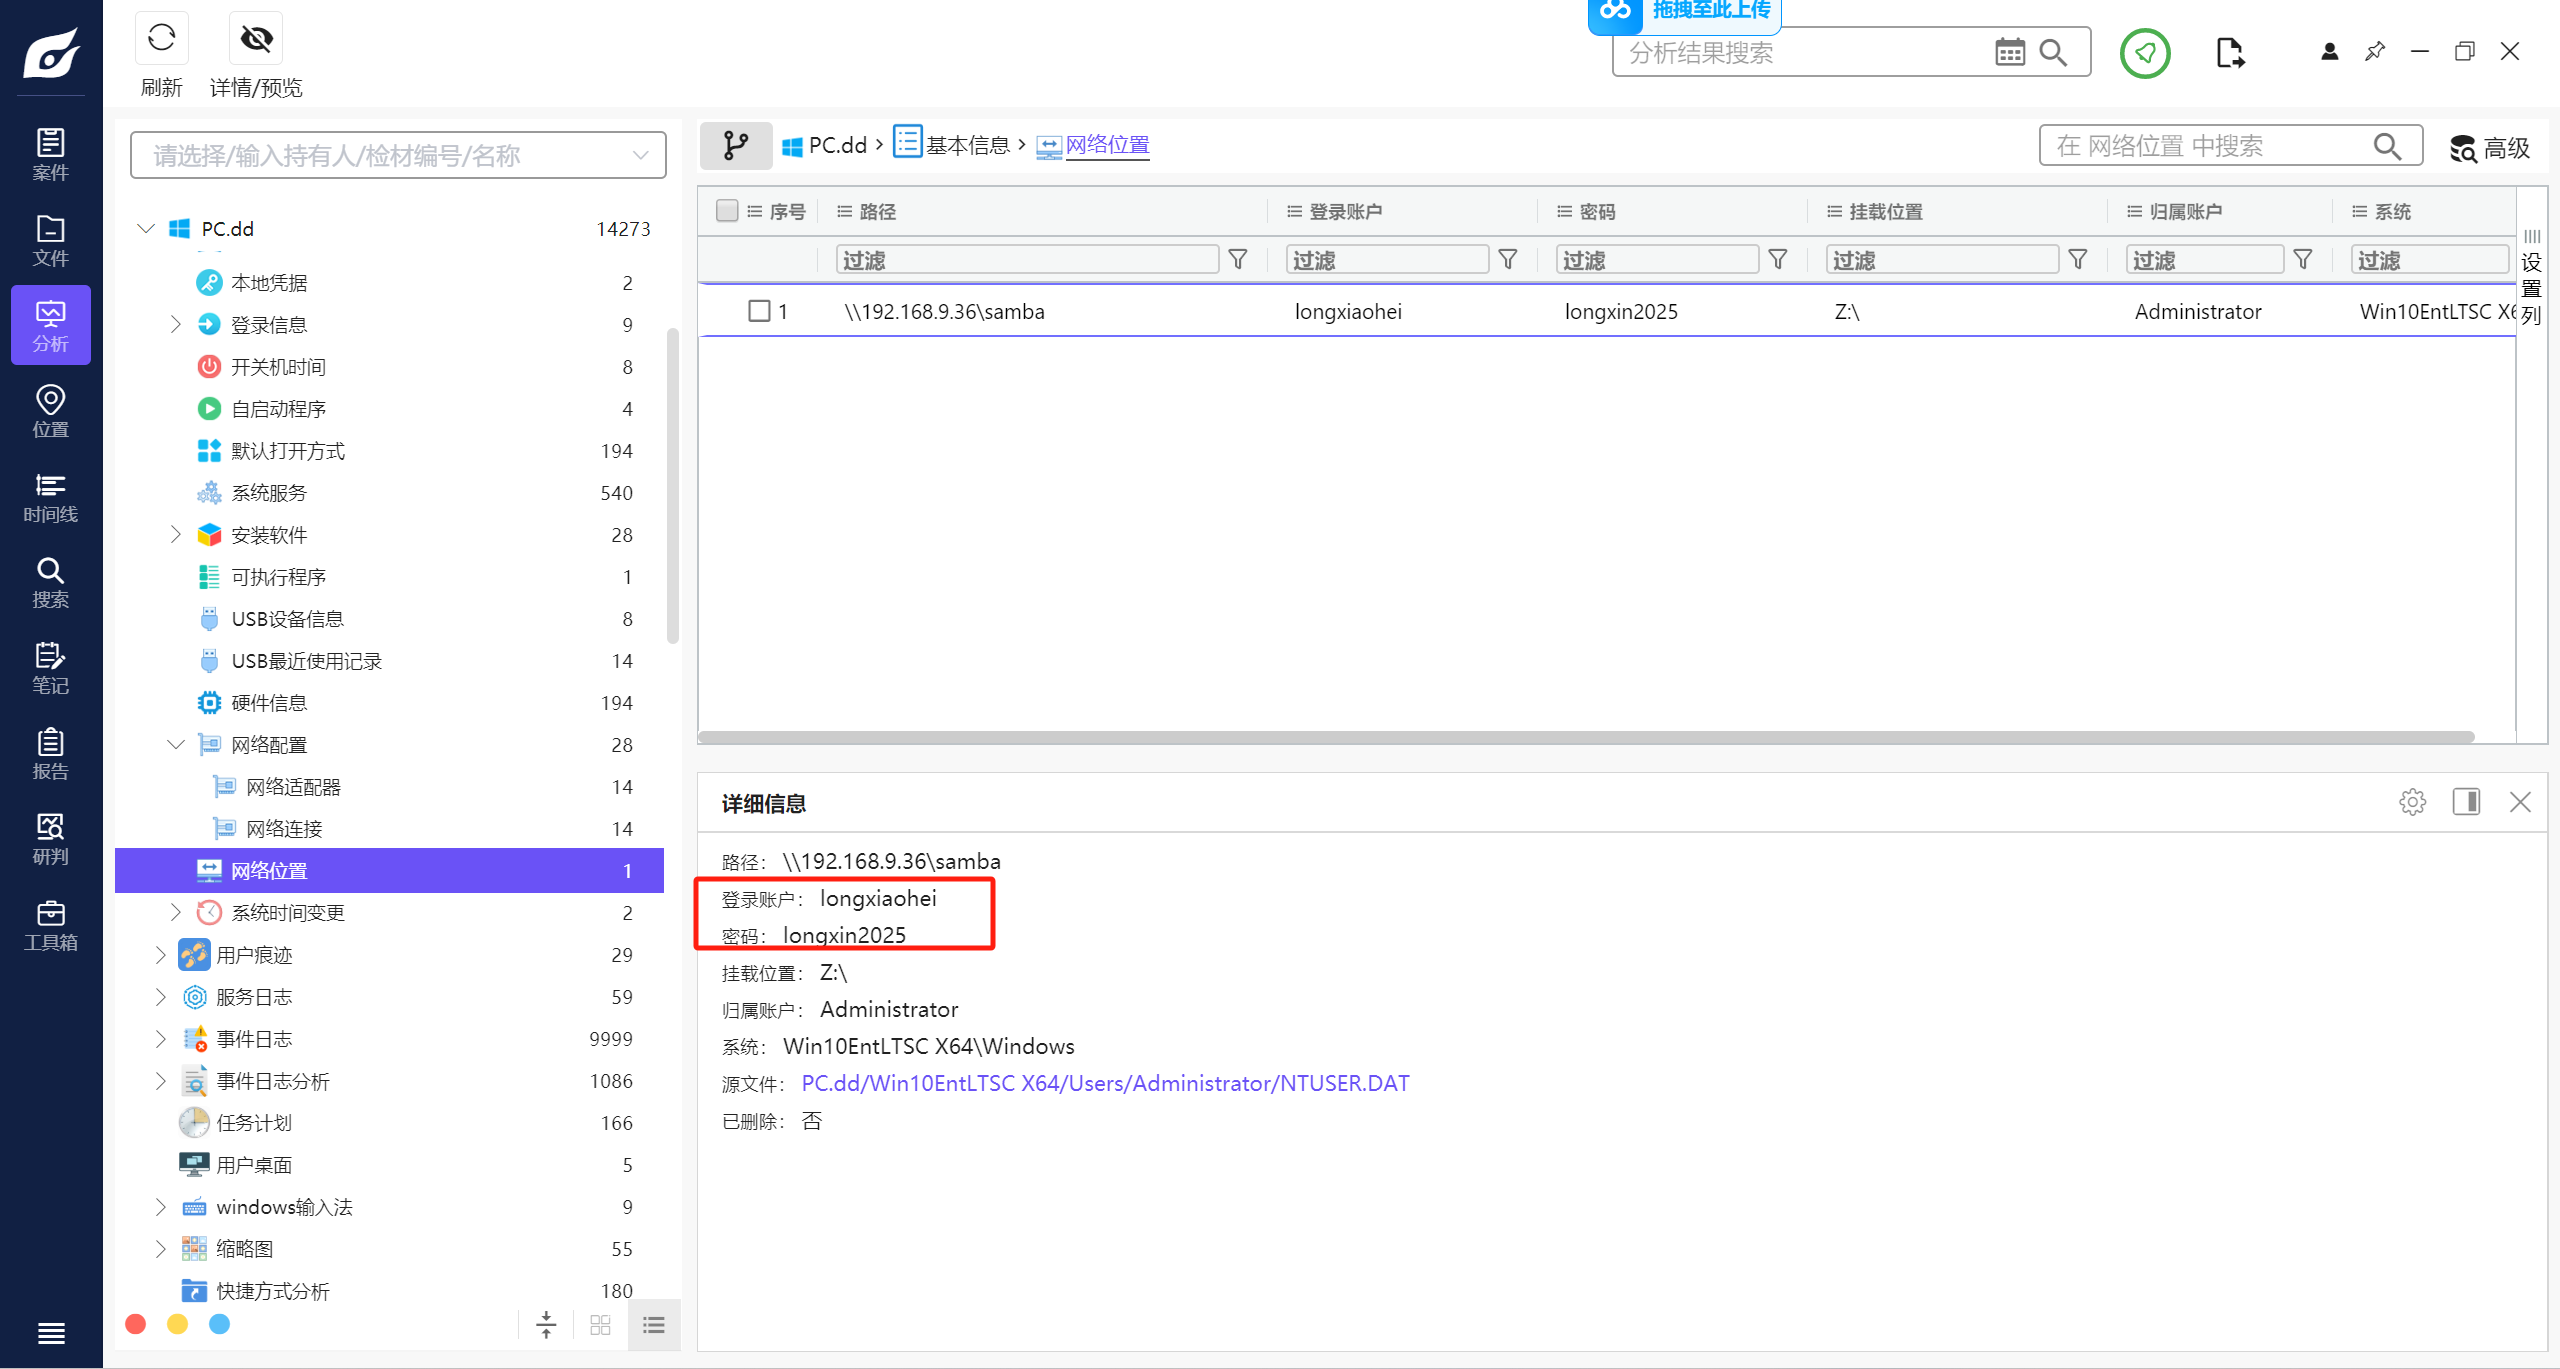 拖拽至此上传
刷新
详情/预览
分析结果搜索
案件
文件
分析
位置
时间线
搜索
笔记
报告
研判
工具箱
请选择/输入持有人/检材编号/名称
PC.dd 14273
本地凭据 2
登录信息 9
开关机时间 8
自启动程序 4
默认打开方式 194
系统服务 540
安装软件 28
可执行程序 1
USB设备信息 8
USB最近使用记录 14
硬件信息 194
网络配置 28
网络适配器 14
网络连接 14
网络位置 1
系统时间变更 2
用户痕迹 29
服务日志 59
事件日志 9999
事件日志分析 1086
任务计划 166
用户桌面 5
windows输入法 9
缩略图 55
快捷方式分析 180
PC.dd > 基本信息 > 网络位置
在 网络位置 中搜索
高级
序号 路径 登录账户 密码 挂载位置 归属账户 系统
过滤 过滤 过滤 过滤 过滤 过滤
1 \\192.168.9.36\samba longxiaohei longxin2025 Z:\ Administrator Win10EntLTSC X6
设置列
详细信息
路径： \\192.168.9.36\samba
登录账户： longxiaohei
密码： longxin2025
挂载位置： Z:\
归属账户： Administrator
系统： Win10EntLTSC X64\Windows
源文件： PC.dd/Win10EntLTSC X64/Users/Administrator/NTUSER.DAT
已删除： 否